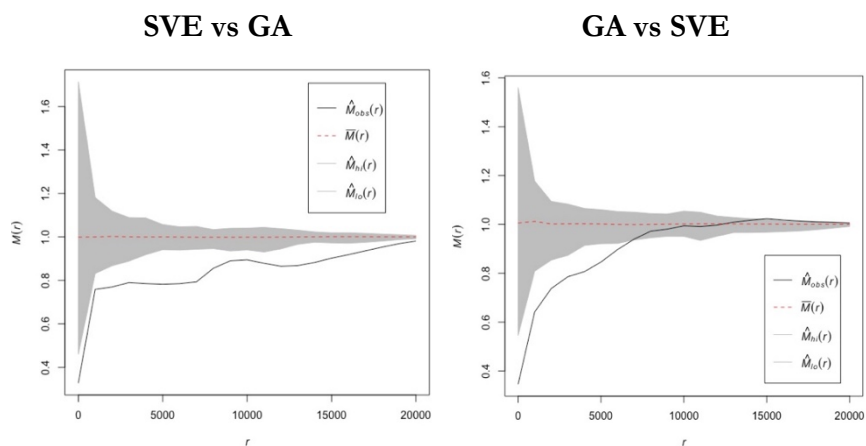 SVE vs GA
GA vs SVE
M(r)
1.6
1.4
1.2
1.0
0.8
0.6
0.4
M̂obs(r)
M̅(r)
M̂hi(r)
M̂lo(r)
0
5000
10000
15000
20000
r
M(r)
1.6
1.4
1.2
1.0
0.8
0.6
0.4
M̂obs(r)
M̅(r)
M̂hi(r)
M̂lo(r)
0
5000
10000
15000
20000
r